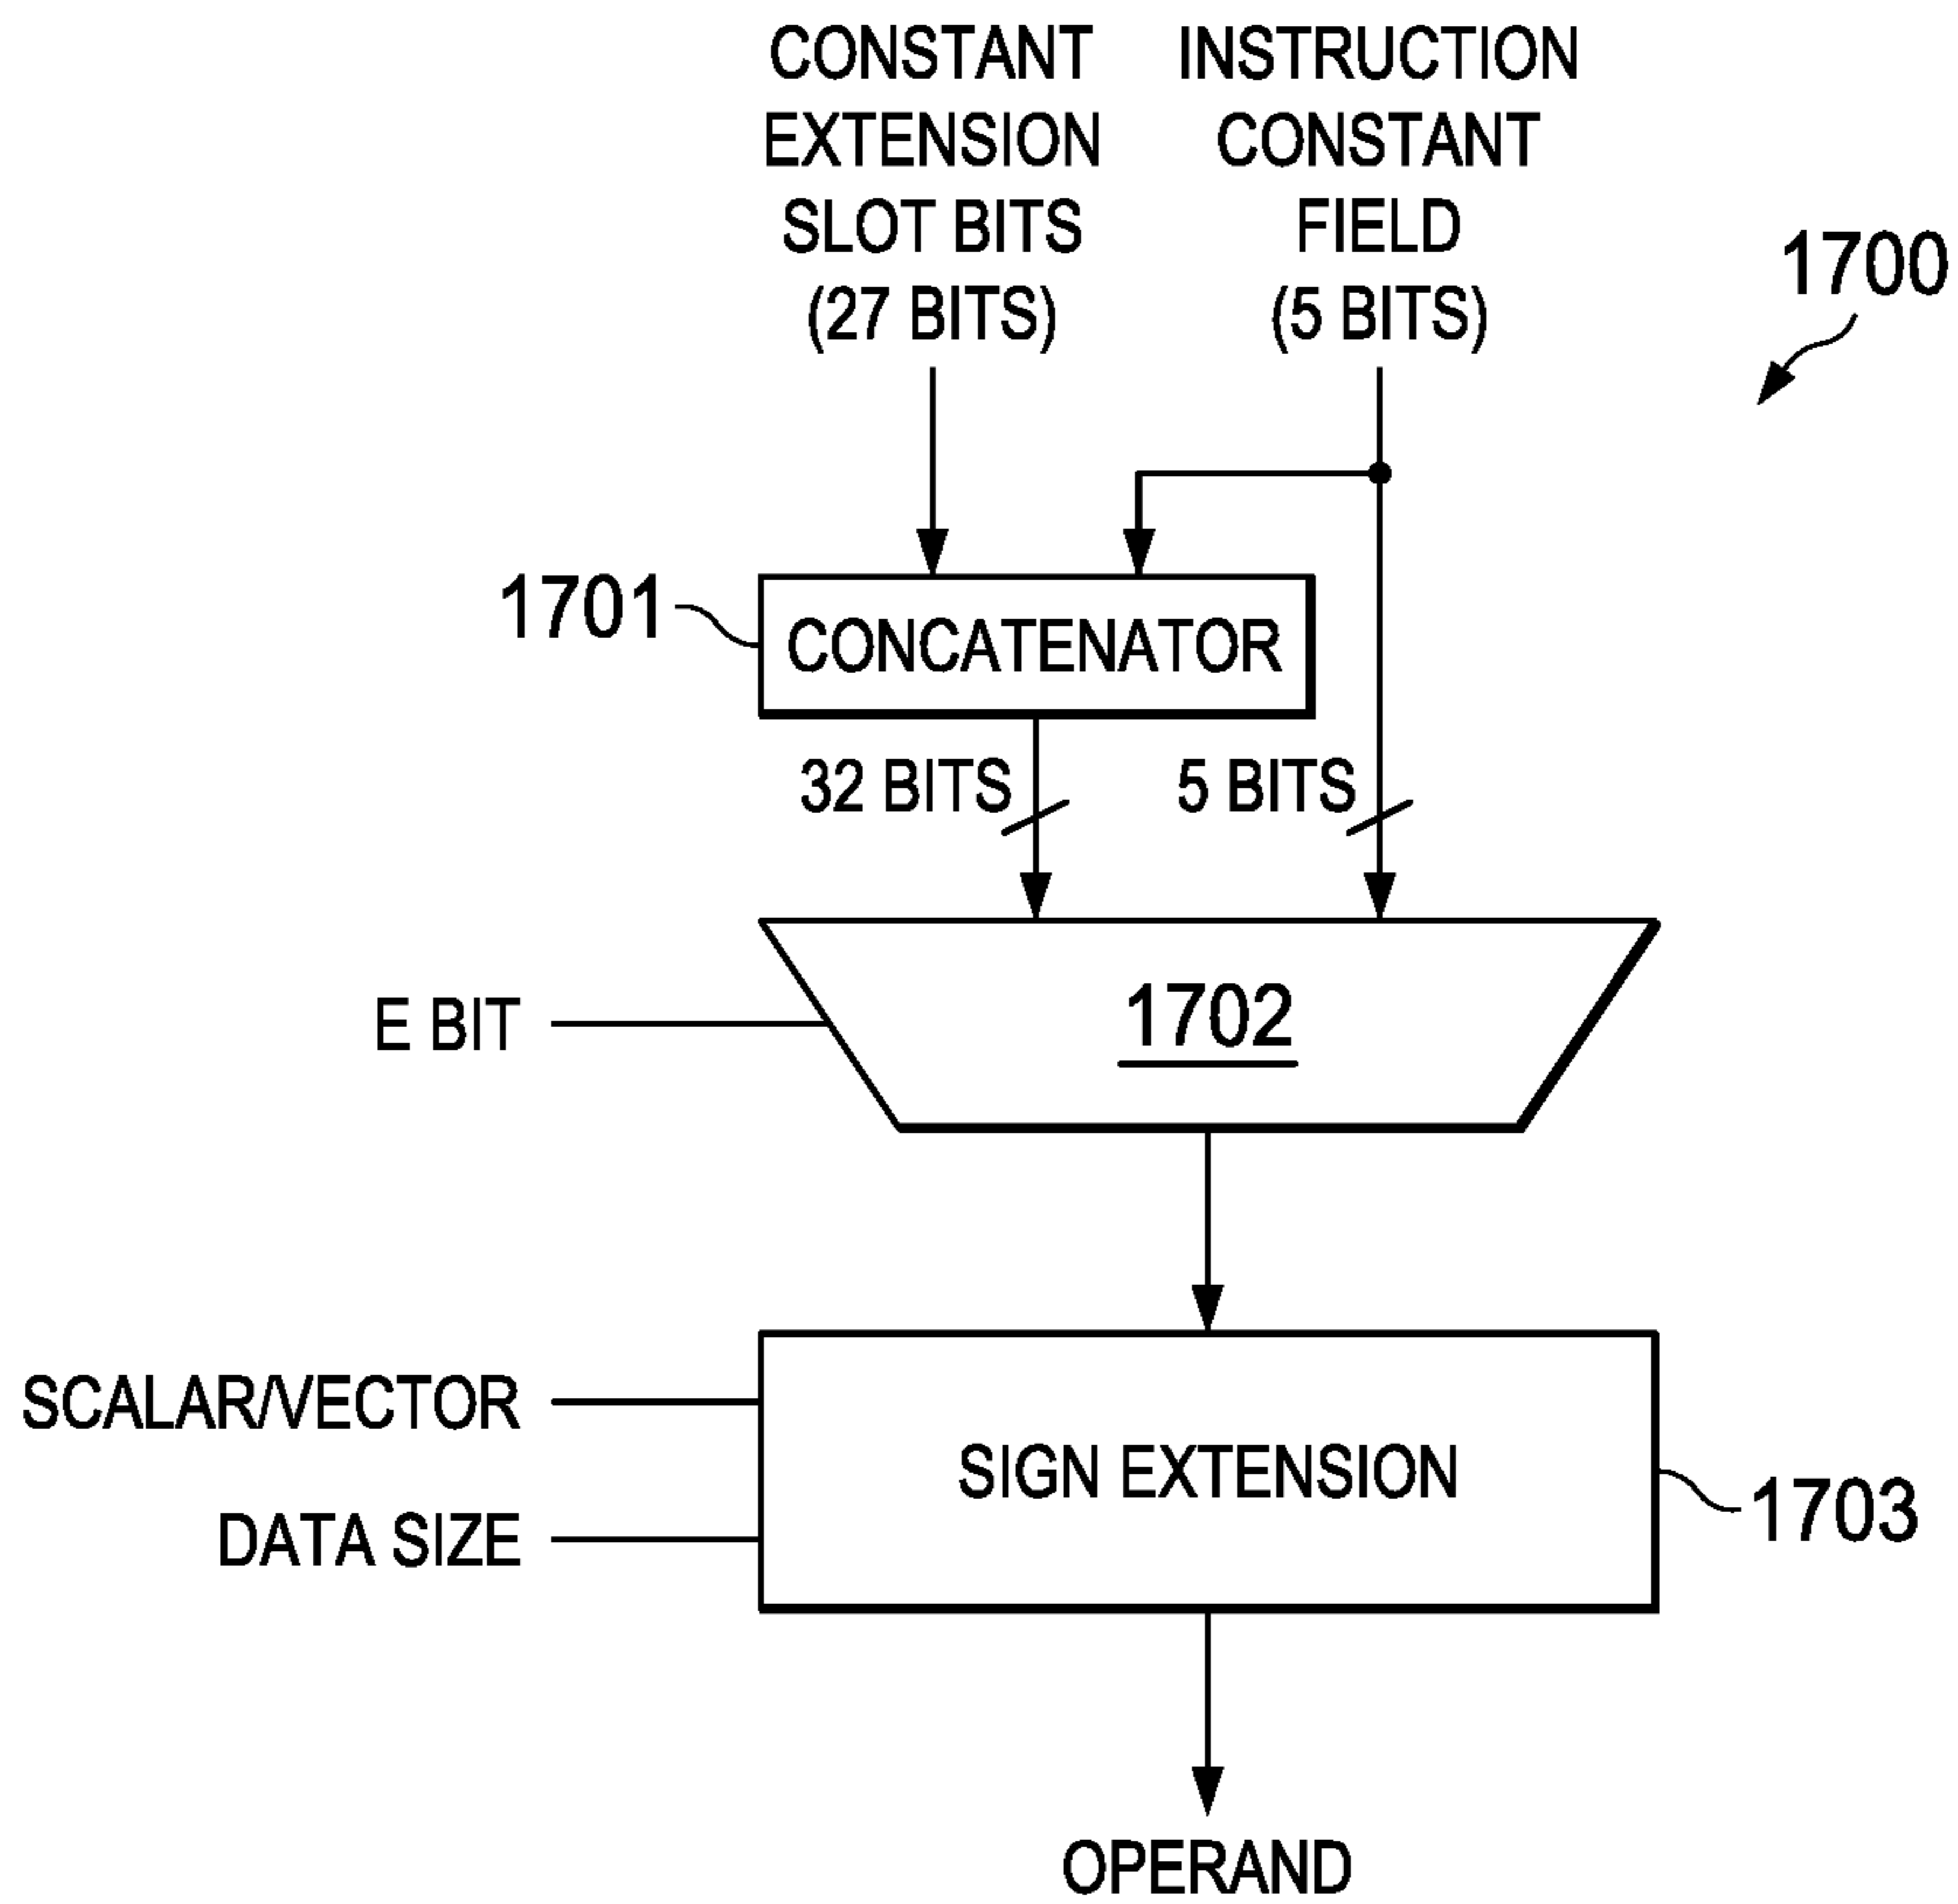 CONSTANT
EXTENSION
SLOT BITS
(27 BITS)
INSTRUCTION
CONSTANT
FIELD
(5 BITS)
1700
1701
CONCATENATOR
32 BITS
5 BITS
E BIT
1702
SCALAR/VECTOR
DATA SIZE
SIGN EXTENSION
1703
OPERAND